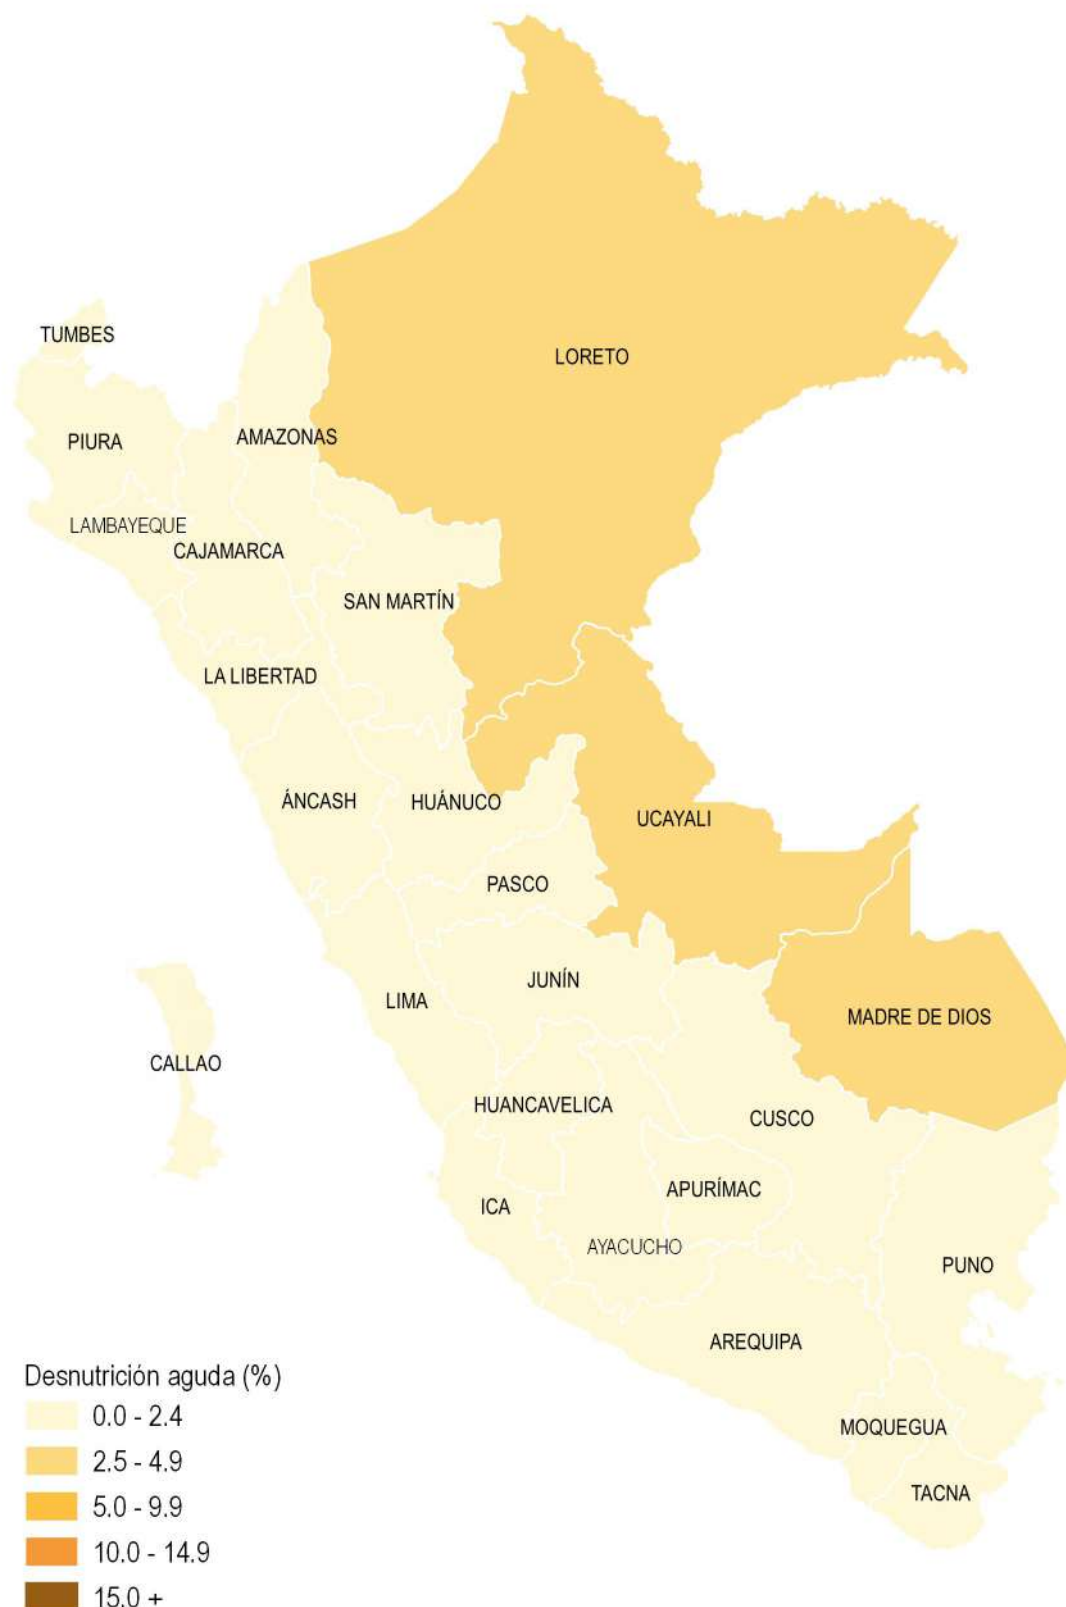 TUMBES
LORETO
AMAZONAS
PIURA
LAMBAYEQUE
CAJAMARCA
SAN MARTÍN
LA LIBERTAD
ÁNCASH
HUÁNUCO
UCAYALI
PASCO
JUNÍN
LIMA
MADRE DE DIOS
CALLAO
HUANCAVELICA
CUSCO
APURÍMAC
ICA
AYACUCHO
PUNO
AREQUIPA
MOQUEGUA
TACNA
Desnutrición aguda (%)
0.0 - 2.4
2.5 - 4.9
5.0 - 9.9
10.0 - 14.9
15.0 +